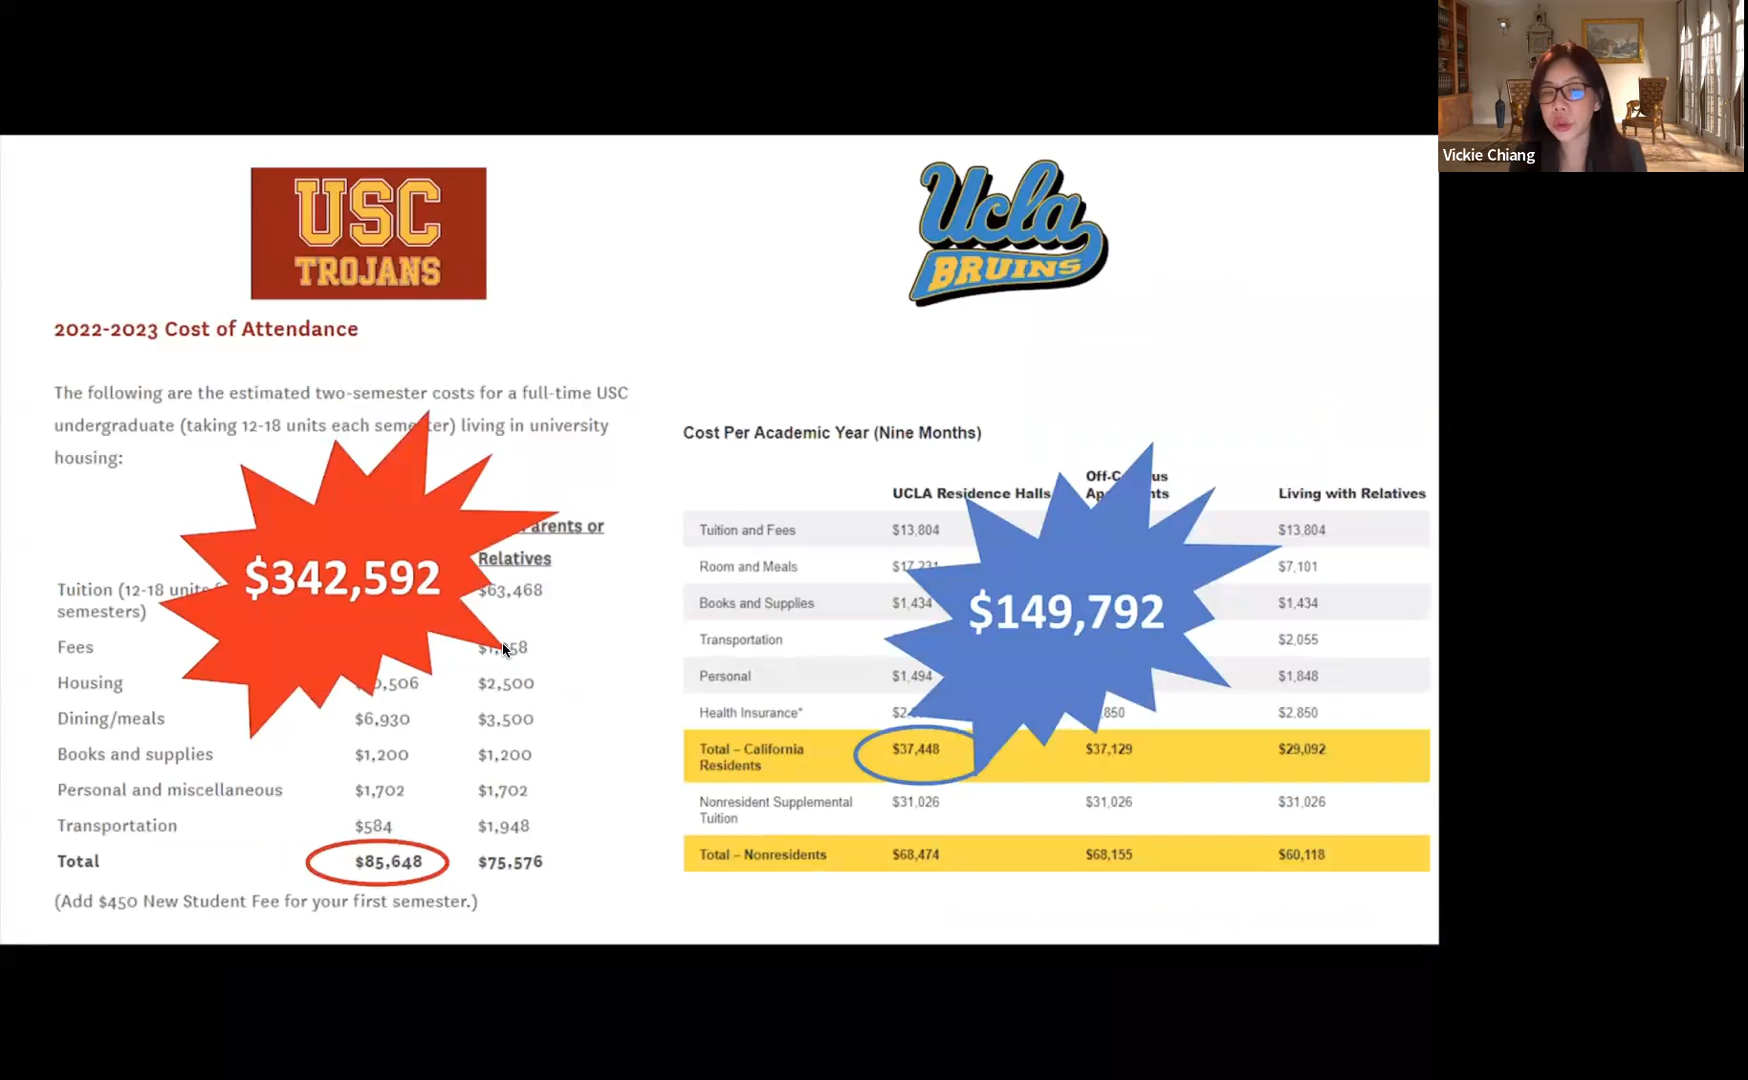 Vickie Chiang
USC
TROJANS
Ucla
BRUINS
2022-2023 Cost of Attendance
The following are the estimated two-semester costs for a full-time USC
undergraduate (taking 12-18 units each semester) living in university
housing:
Parents or
Relatives
Tuition (12-18 units
semesters) $63,468
Fees
Housing $2,500
Dining/meals $6,930 $3,500
Books and supplies $1,200 $1,200
Personal and miscellaneous $1,702 $1,702
Transportation $584 $1,948
Total $85,648 $75,576
(Add $450 New Student Fee for your first semester.)
$342,592
Cost Per Academic Year (Nine Months)
UCLA Residence Halls Off-Campus Apartments Living with Relatives
Tuition and Fees $13,804 $13,804
Room and Meals $17,231 $7,101
Books and Supplies $1,434 $1,434
Transportation $2,055
Personal $1,494 $1,848
Health Insurance* $2,850
Total – California
Residents $37,448 $37,129 $29,092
Nonresident Supplemental
Tuition $31,026 $31,026 $31,026
Total – Nonresidents $68,474 $68,155 $60,118
$149,792